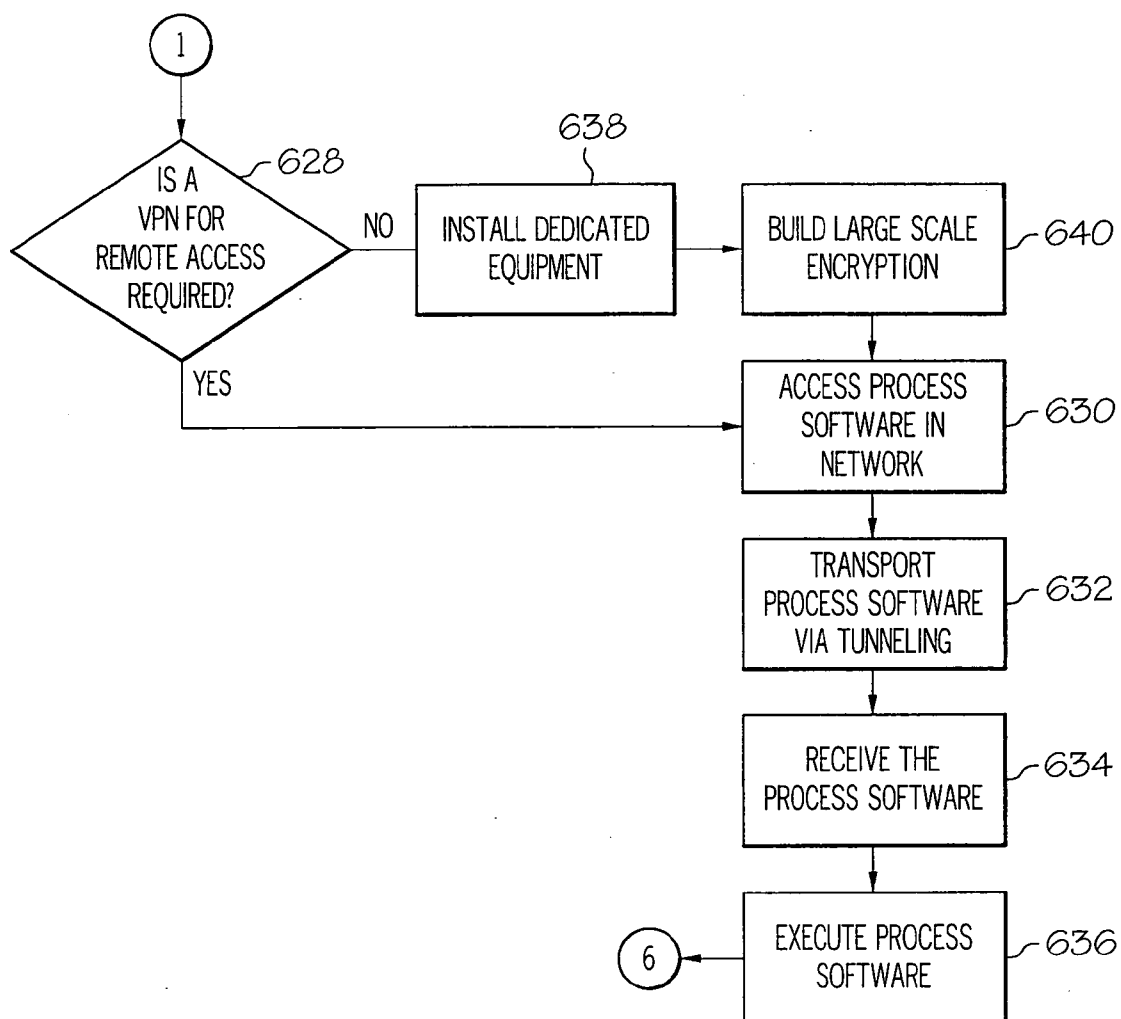 1
IS A
VPN FOR
REMOTE ACCESS
REQUIRED?
628
NO
YES
638
INSTALL DEDICATED
EQUIPMENT
BUILD LARGE SCALE
ENCRYPTION
640
ACCESS PROCESS
SOFTWARE IN
NETWORK
630
TRANSPORT
PROCESS SOFTWARE
VIA TUNNELING
632
RECEIVE THE
PROCESS SOFTWARE
634
EXECUTE PROCESS
SOFTWARE
636
6